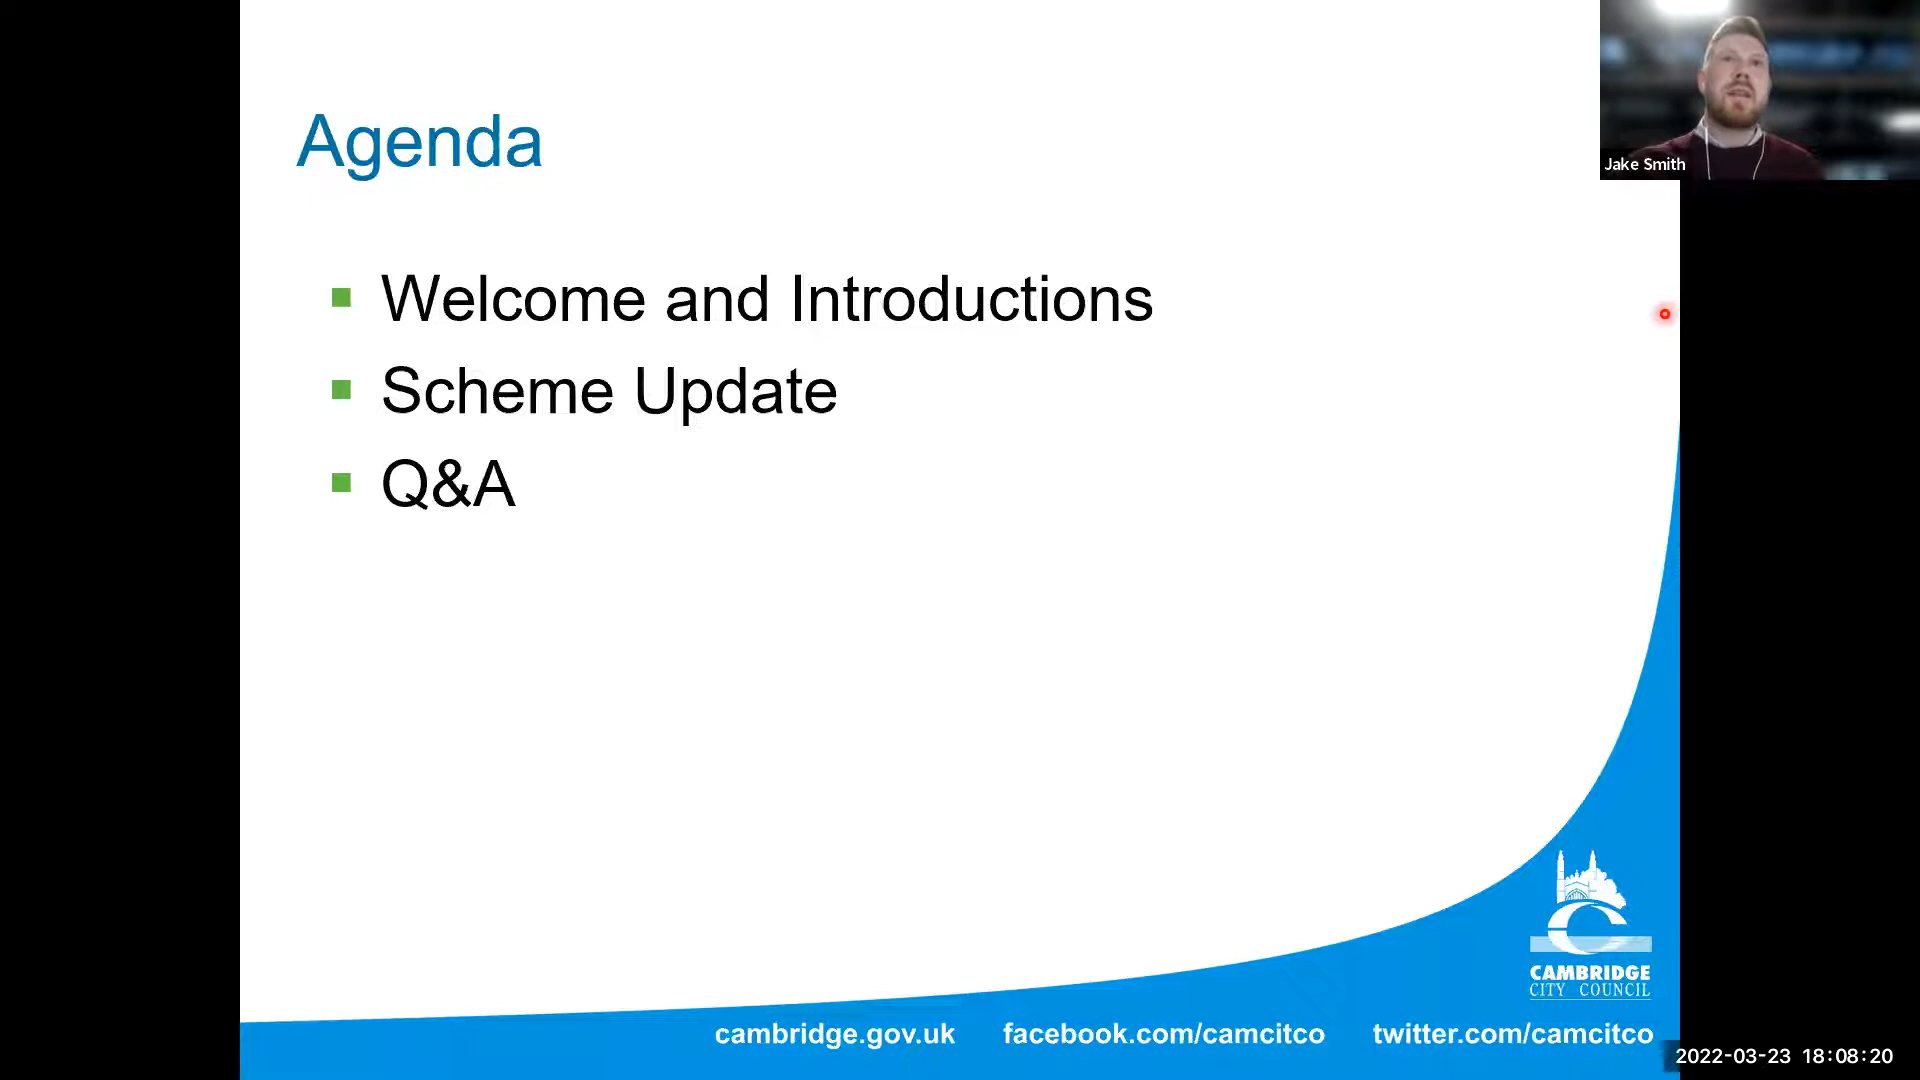 Agenda
Jake Smith
Welcome and Introductions
Scheme Update
Q&A
CAMBRIDGE
CITY COUNCIL
cambridge.gov.uk facebook.com/camcitco twitter.com/camcitco
2022-03-23 18:08:20